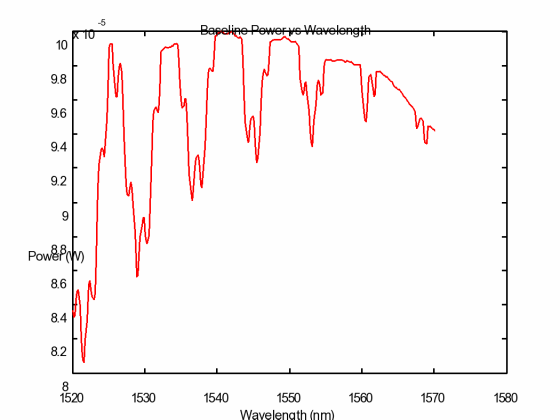 x 10 -5
Baseline Power vs Wavelength
10
9.8
9.6
9.4
9.2
9
8.8
Power (W)
8.6
8.4
8.2
8
1520 1530 1540 1550 1560 1570 1580
Wavelength (nm)